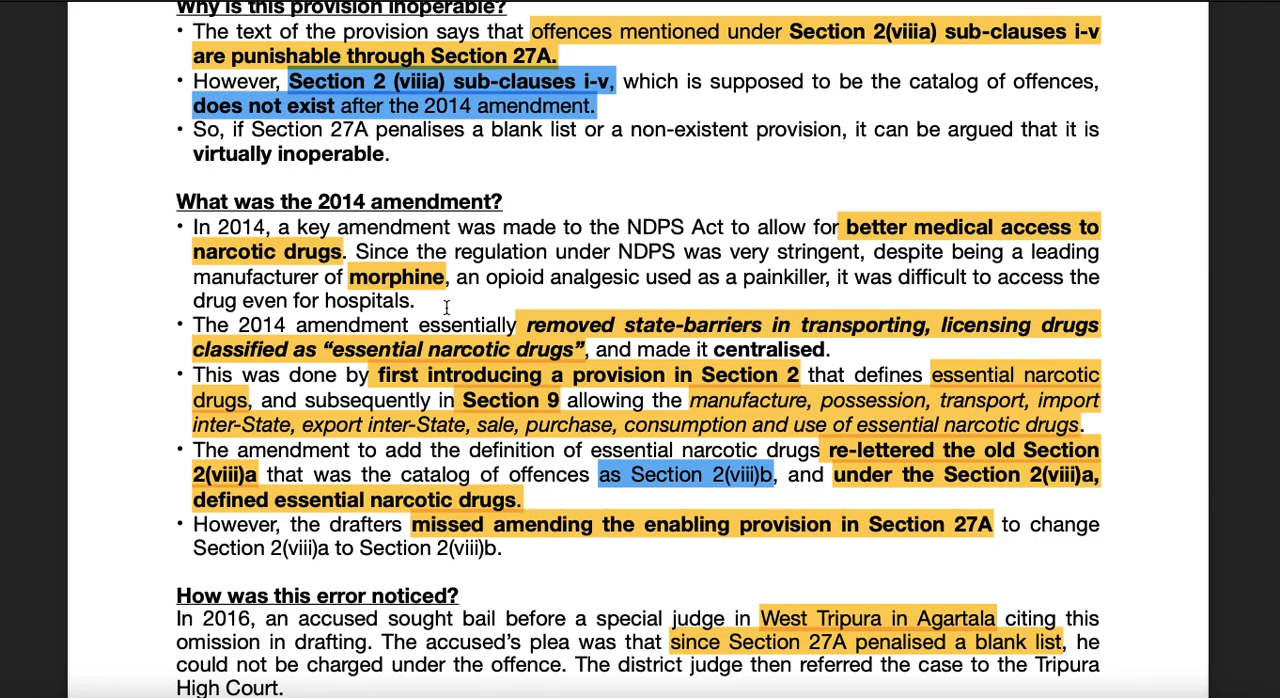 Why is this provision inoperable?
• The text of the provision says that offences mentioned under Section 2(viiia) sub-clauses i-v
are punishable through Section 27A.
• However, Section 2 (viiia) sub-clauses i-v, which is supposed to be the catalog of offences,
does not exist after the 2014 amendment.
• So, if Section 27A penalises a blank list or a non-existent provision, it can be argued that it is
virtually inoperable.
What was the 2014 amendment?
• In 2014, a key amendment was made to the NDPS Act to allow for better medical access to
narcotic drugs. Since the regulation under NDPS was very stringent, despite being a leading
manufacturer of morphine, an opioid analgesic used as a painkiller, it was difficult to access the
drug even for hospitals.
• The 2014 amendment essentially removed state-barriers in transporting, licensing drugs
classified as “essential narcotic drugs”, and made it centralised.
• This was done by first introducing a provision in Section 2 that defines essential narcotic
drugs, and subsequently in Section 9 allowing the manufacture, possession, transport, import
inter-State, export inter-State, sale, purchase, consumption and use of essential narcotic drugs.
• The amendment to add the definition of essential narcotic drugs re-lettered the old Section
2(viii)a that was the catalog of offences as Section 2(viii)b, and under the Section 2(viii)a,
defined essential narcotic drugs.
• However, the drafters missed amending the enabling provision in Section 27A to change
Section 2(viii)a to Section 2(viii)b.
How was this error noticed?
In 2016, an accused sought bail before a special judge in West Tripura in Agartala citing this
omission in drafting. The accused’s plea was that since Section 27A penalised a blank list, he
could not be charged under the offence. The district judge then referred the case to the Tripura
High Court.